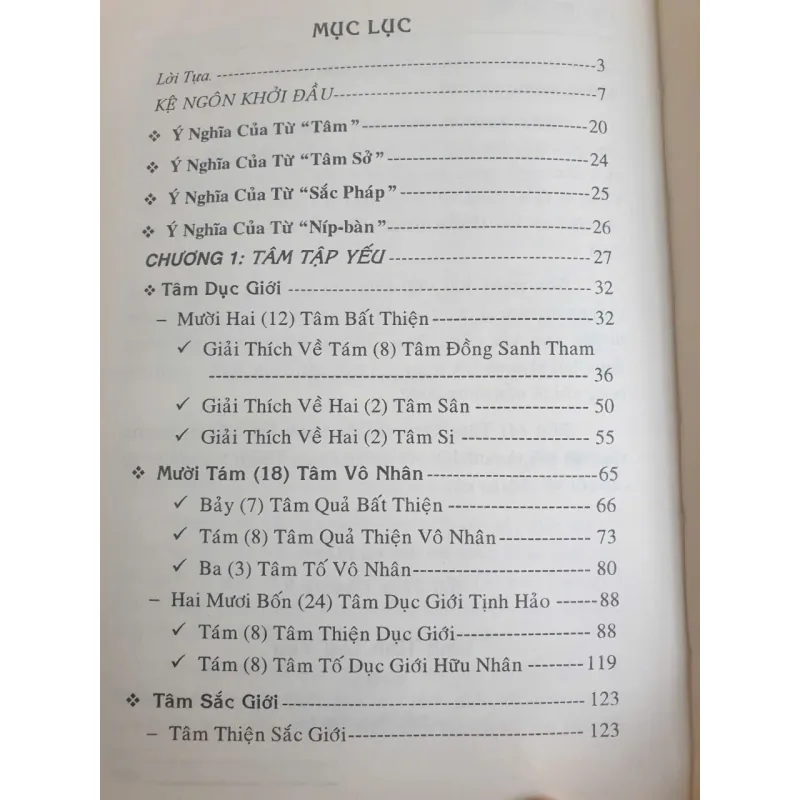 MỤC LỤC
Lời Tựa. ----------3
KỆ NGÔN KHỞI ĐẦU----------7
❖ Ý Nghĩa Của Từ “Tâm”----------20
❖ Ý Nghĩa Của Từ “Tâm Sở”----------24
❖ Ý Nghĩa Của Từ “Sắc Pháp”----------25
❖ Ý Nghĩa Của Từ “Níp-bàn”----------26
CHƯƠNG 1: TÂM TẬP YẾU----------27
❖ Tâm Dục Giới ----------32
– Mười Hai (12) Tâm Bất Thiện----------32
✓ Giải Thích Về Tám (8) Tâm Đồng Sanh Tham
---------- 36
✓ Giải Thích Về Hai (2) Tâm Sân ---------- 50
✓ Giải Thích Về Hai (2) Tâm Si ---------- 55
❖ Mười Tám (18) Tâm Vô Nhân----------65
✓ Bảy (7) Tâm Quả Bất Thiện ---------- 66
✓ Tám (8) Tâm Quả Thiện Vô Nhân---------- 73
✓ Ba (3) Tâm Tố Vô Nhân---------- 80
– Hai Mươi Bốn (24) Tâm Dục Giới Tịnh Hảo ------88
✓ Tám (8) Tâm Thiện Dục Giới---------- 88
✓ Tám (8) Tâm Tố Dục Giới Hữu Nhân -------- 119
❖ Tâm Sắc Giới---------- 123
– Tâm Thiện Sắc Giới---------- 123